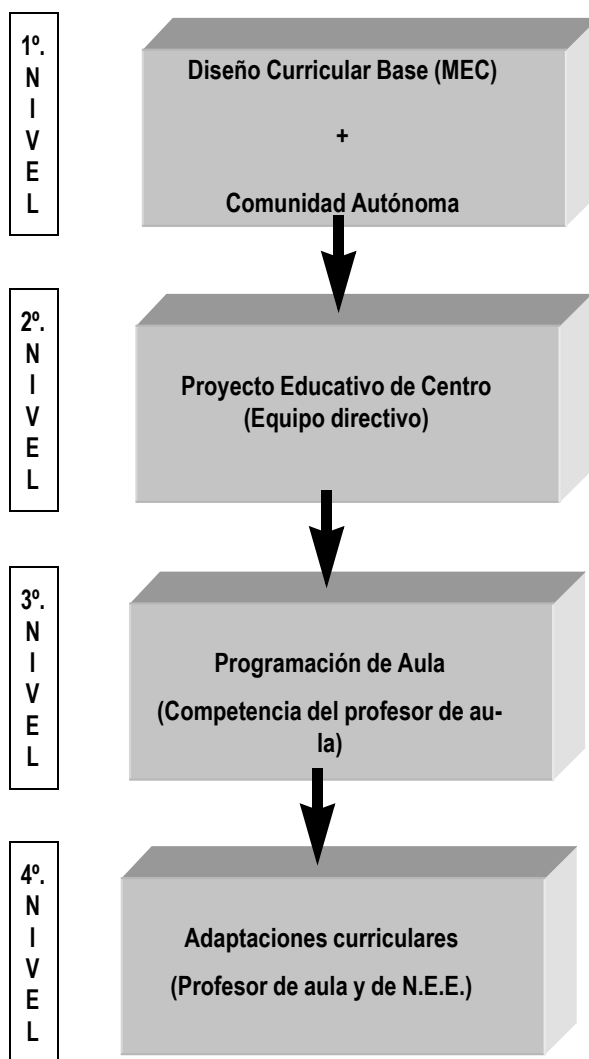 1º.
N
I
V
E
L
Diseño Curricular Base (MEC)
+
Comunidad Autónoma
2º.
N
I
V
E
L
Proyecto Educativo de Centro
(Equipo directivo)
3º.
N
I
V
E
L
Programación de Aula
(Competencia del profesor de au-
la)
4º.
N
I
V
E
L
Adaptaciones curriculares
(Profesor de aula y de N.E.E.)